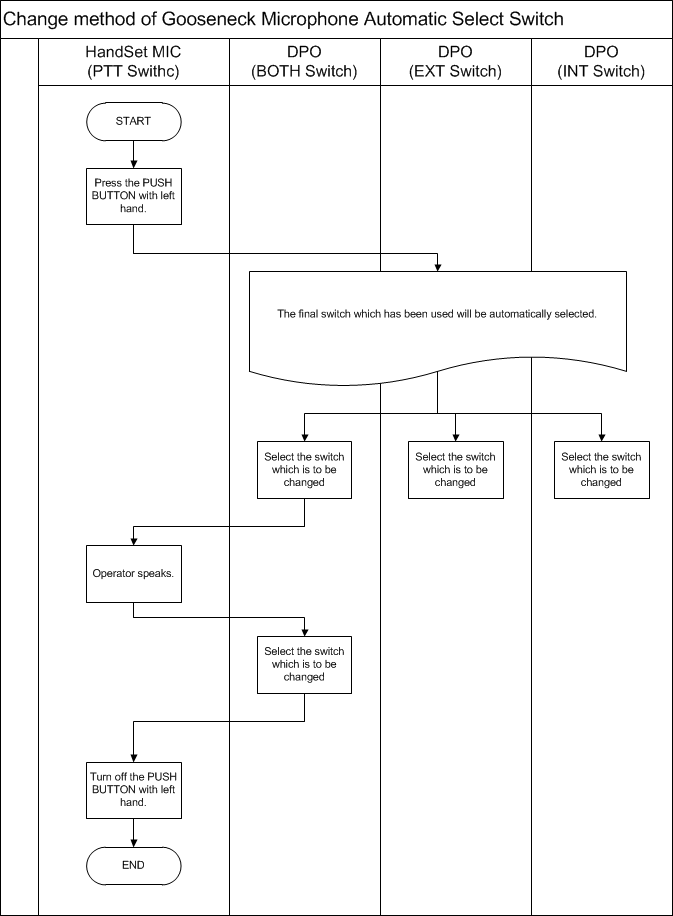 Change method of Gooseneck Microphone Automatic Select Switch
HandSet MIC
(PTT Swithc)
DPO
(BOTH Switch)
DPO
(EXT Switch)
DPO
(INT Switch)
START
Press the PUSH
BUTTON with left
hand.
The final switch which has been used will be automatically selected.
Select the switch
which is to be
changed
Select the switch
which is to be
changed
Select the switch
which is to be
changed
Operator speaks.
Select the switch
which is to be
changed
Turn off the PUSH
BUTTON with left
hand.
END